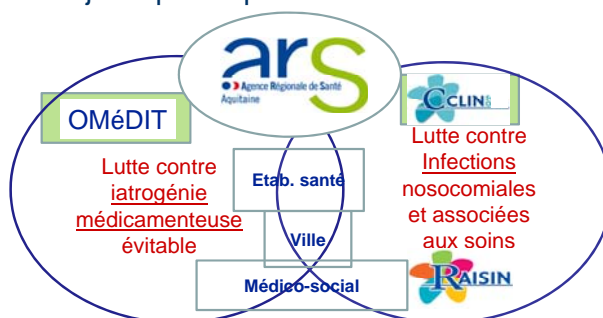 ars
Agence Régionale de Santé
Aquitaine
OMéDIT
CCLIN
Lutte contre
iatrogénie
médicamenteuse
évitable
Etab. santé
Ville
Médico-social
Lutte contre
Infections
nosocomiales
et associées
aux soins
RAISIN